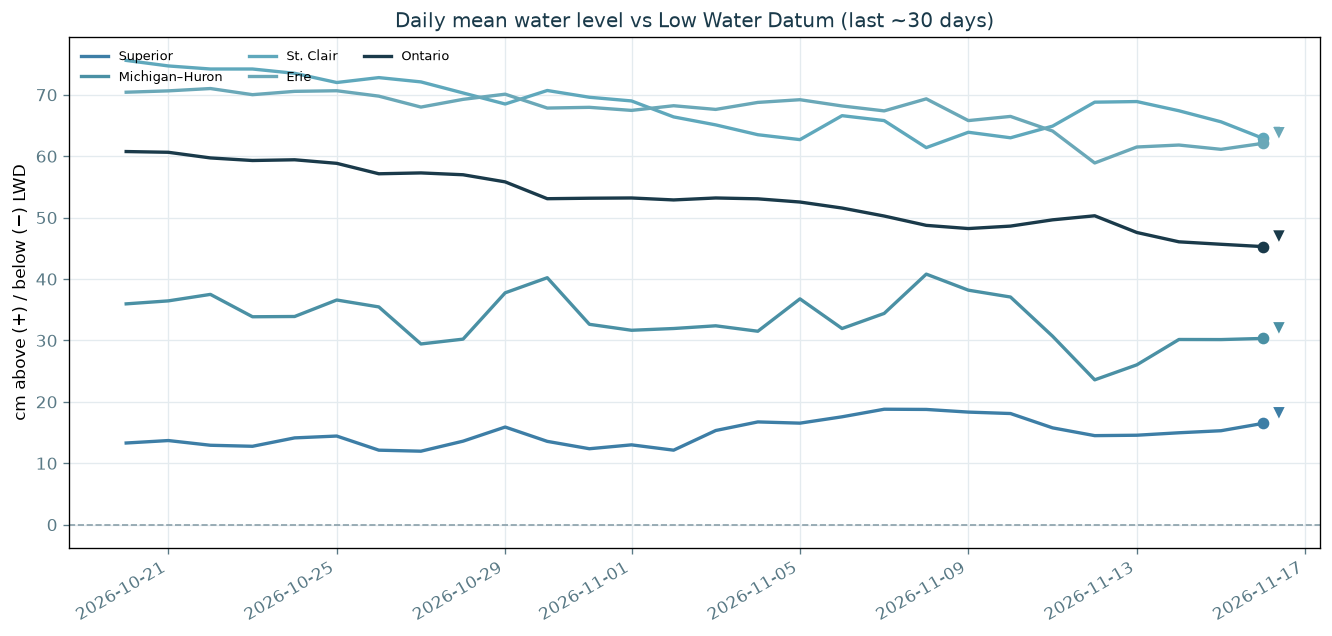 Daily mean water level vs Low Water Datum (last ~30 days)
Superior
Michigan–Huron
St. Clair
Erie
Ontario
cm above (+) / below (−) LWD
70
60
50
40
30
20
10
0
2026-10-21
2026-10-25
2026-10-29
2026-11-01
2026-11-05
2026-11-09
2026-11-13
2026-11-17